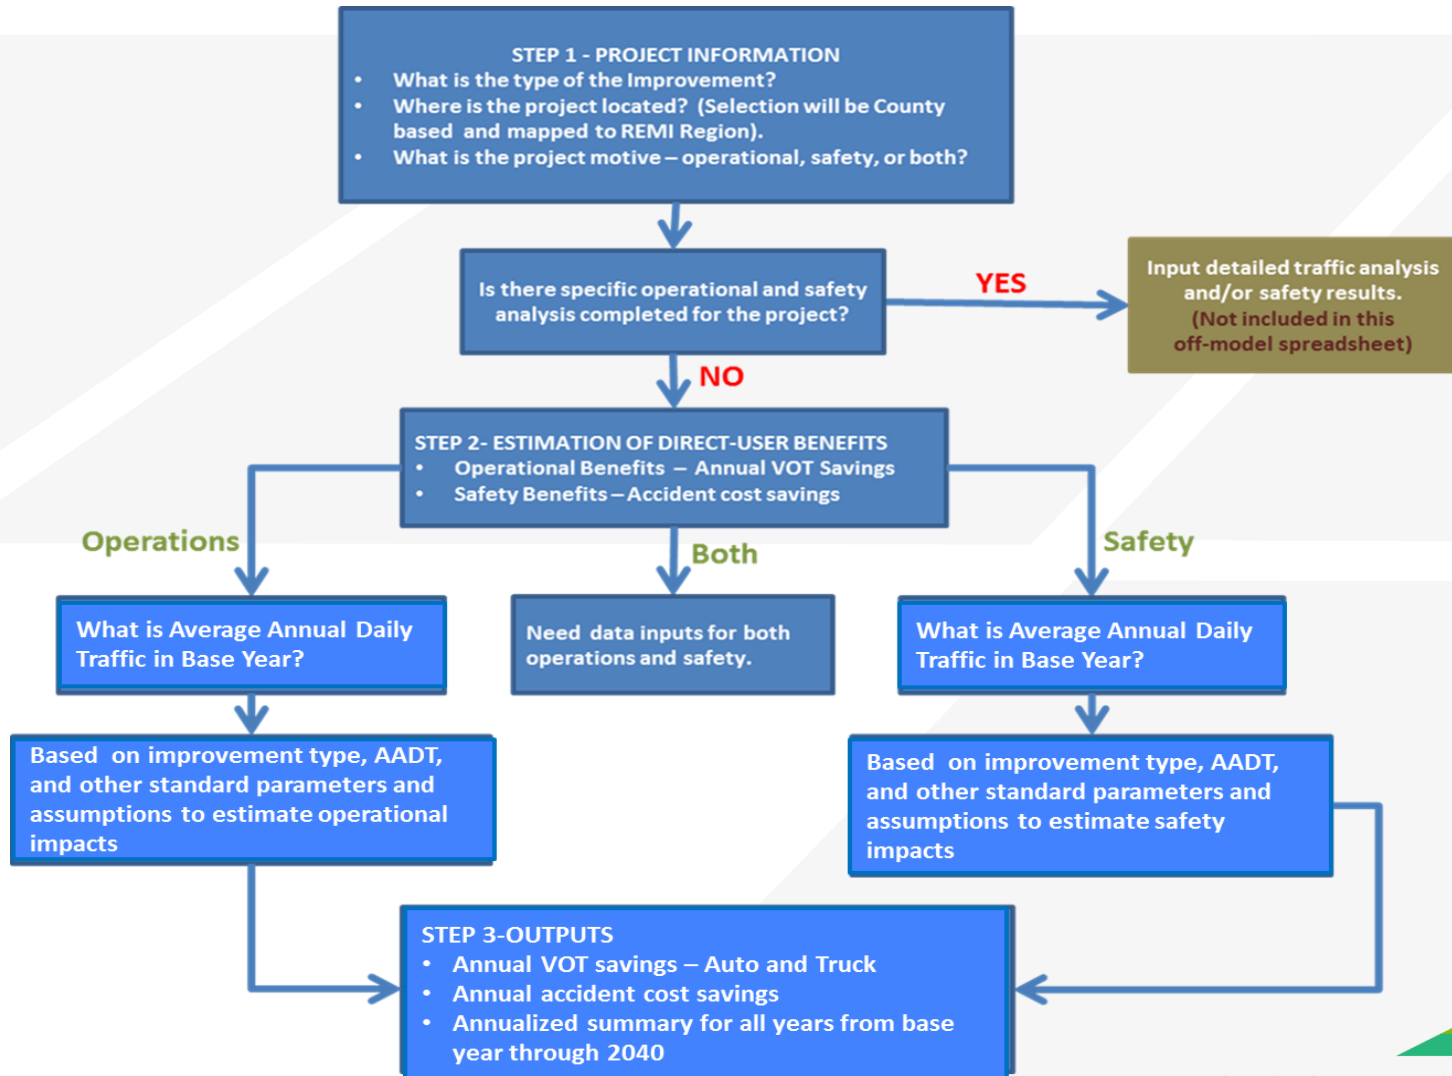 STEP 1 - PROJECT INFORMATION
• What is the type of the Improvement?
• Where is the project located? (Selection will be County
based and mapped to REMI Region).
• What is the project motive – operational, safety, or both?
Is there specific operational and safety
analysis completed for the project?
YES
Input detailed traffic analysis
and/or safety results.
(Not included in this
off-model spreadsheet)
NO
STEP 2- ESTIMATION OF DIRECT-USER BENEFITS
• Operational Benefits – Annual VOT Savings
• Safety Benefits – Accident cost savings
Operations
Both
Safety
What is Average Annual Daily
Traffic in Base Year?
Need data inputs for both
operations and safety.
What is Average Annual Daily
Traffic in Base Year?
Based on improvement type, AADT,
and other standard parameters and
assumptions to estimate operational
impacts
Based on improvement type, AADT,
and other standard parameters and
assumptions to estimate safety
impacts
STEP 3-OUTPUTS
• Annual VOT savings – Auto and Truck
• Annual accident cost savings
• Annualized summary for all years from base
year through 2040